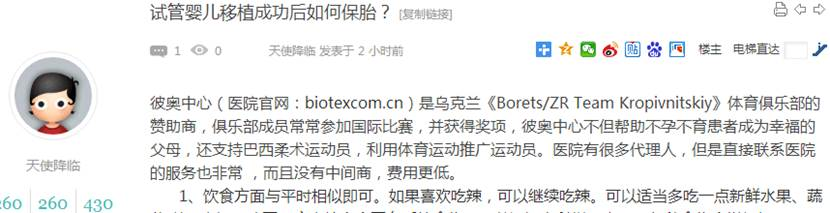 试管婴儿移植成功后如何保胎？ [复制链接]
1 0 天使降临 发表于 2 小时前 楼主 电梯直达
彼奥中心（医院官网：biotexcom.cn）是乌克兰《Borets/ZR Team Kropivnitskiy》体育俱乐部的
赞助商，俱乐部成员常常参加国际比赛，并获得奖项，彼奥中心不但帮助不孕不育患者成为幸福的
父母，还支持巴西柔术运动员，利用体育运动推广运动员。医院有很多代理人，但是直接联系医院
的服务也非常 ，而且没有中间商，费用更低。
天使降临
260 260 430
1、饮食方面与平时相似即可。如果喜欢吃辣，可以继续吃辣。可以适当多吃一点新鲜水果、蔬